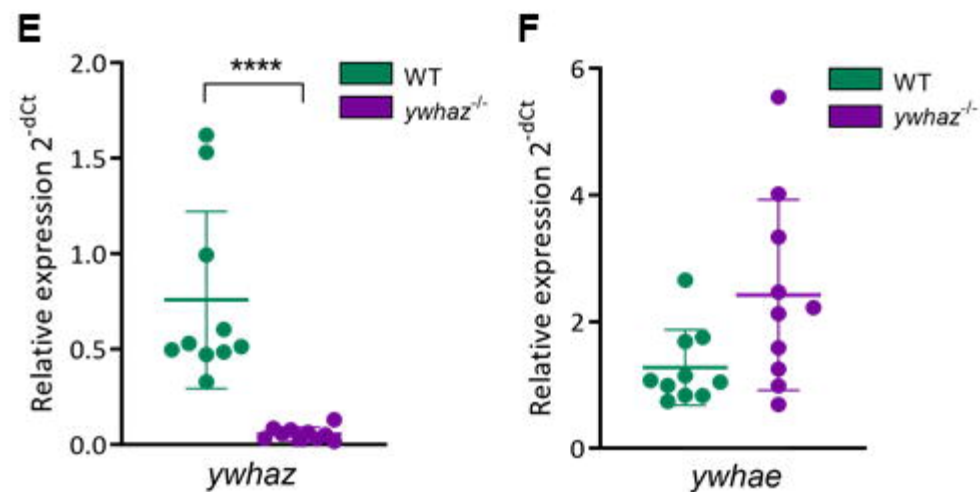 E
Relative expression 2^-dCt
2.0
1.5
1.0
0.5
0.0
****
WT
ywhaz^-/-
ywhaz
F
Relative expression 2^-dCt
6
4
2
0
WT
ywhaz^-/-
ywhae